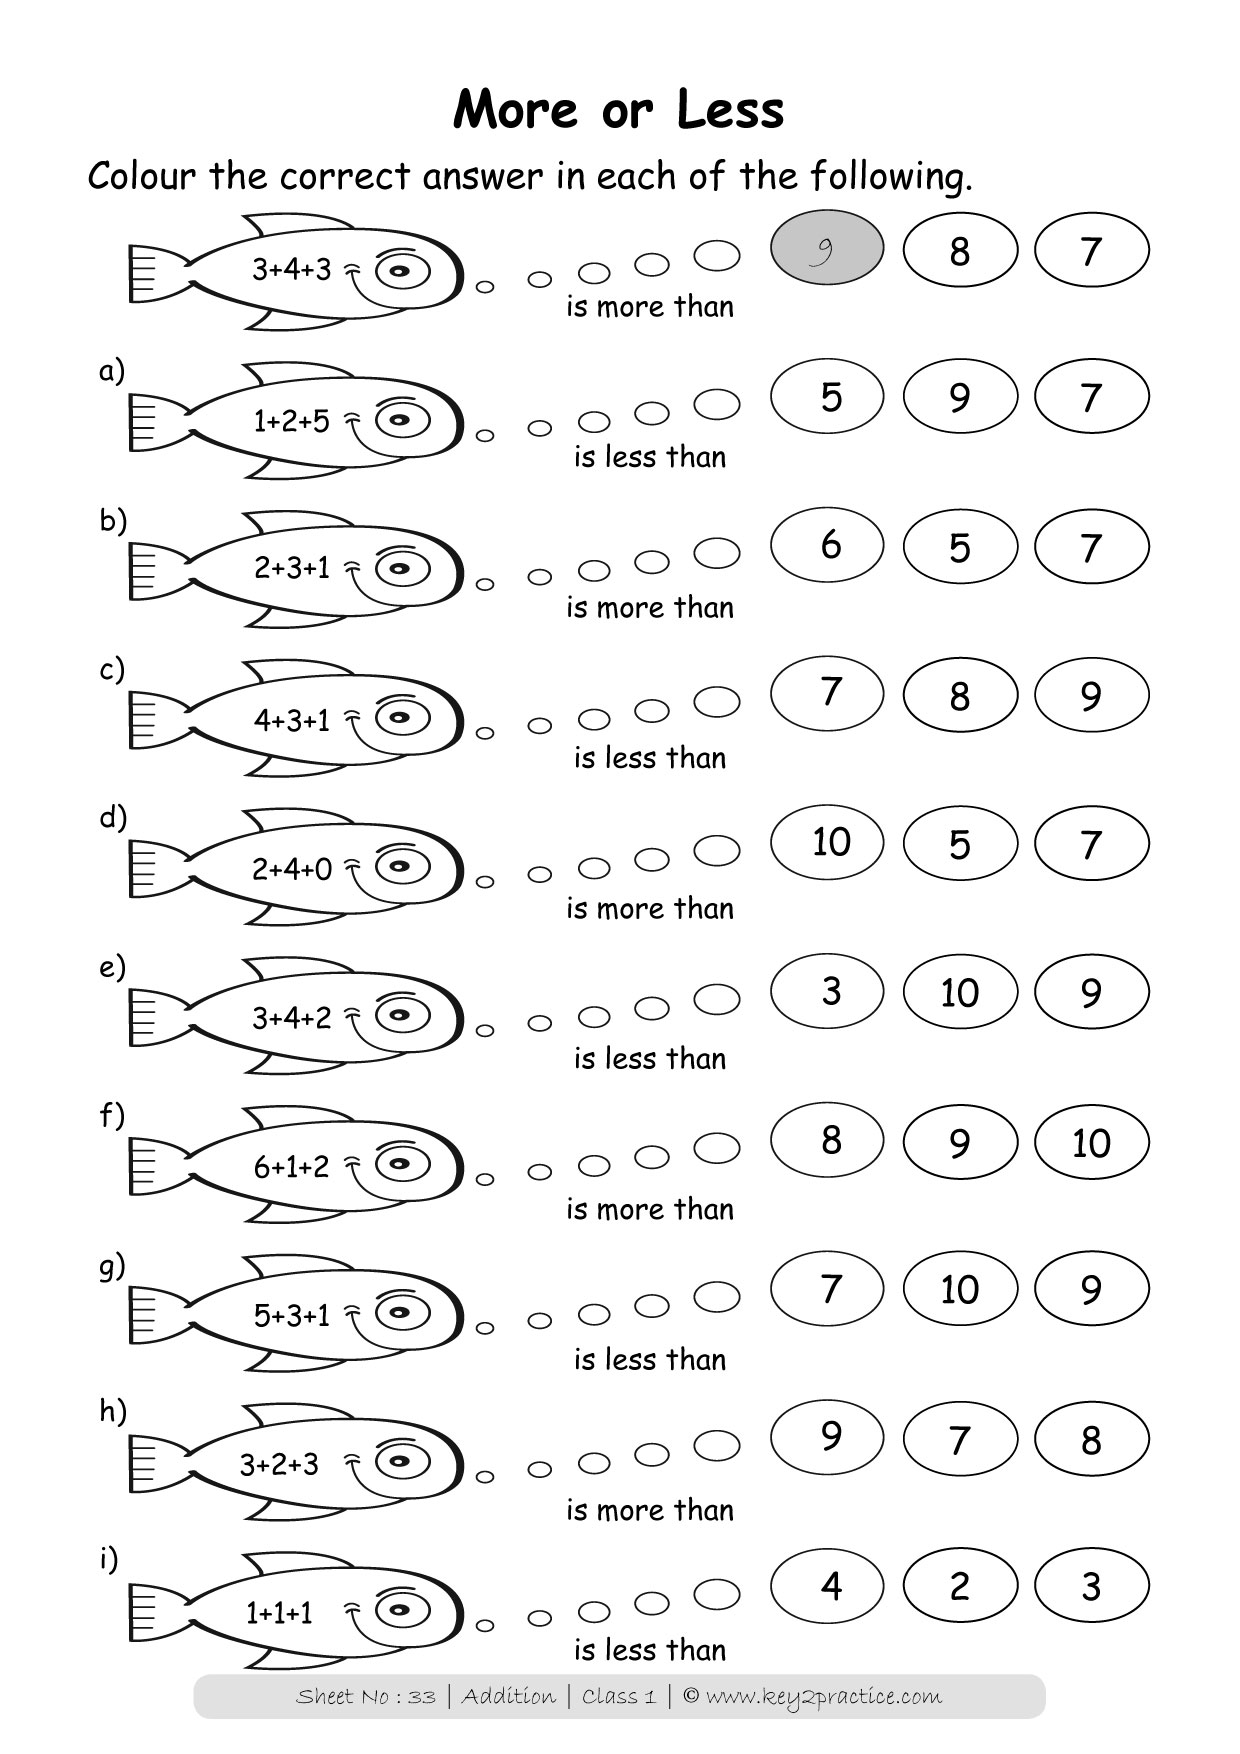 More or Less
Colour the correct answer in each of the following.
3+4+3 9 8 7
is more than
a)
1+2+5 5 9 7
is less than
b)
2+3+1 6 5 7
is more than
c)
4+3+1 7 8 9
is less than
d)
2+4+0 10 5 7
is more than
e)
3+4+2 3 10 9
is less than
f)
6+1+2 8 9 10
is more than
g)
5+3+1 7 10 9
is less than
h)
3+2+3 9 7 8
is more than
i)
1+1+1 4 2 3
is less than
Sheet No : 33 | Addition | Class 1 | © www.key2practice.com